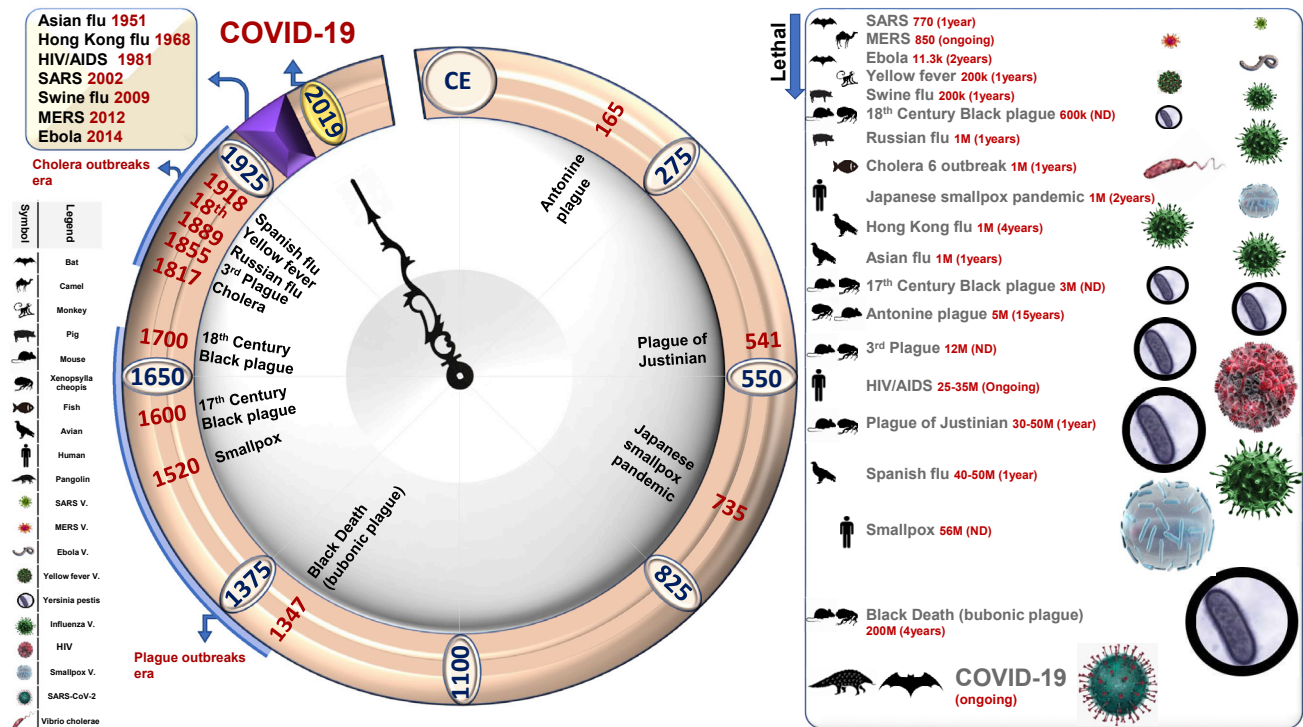 Asian flu 1951
Hong Kong flu 1968
HIV/AIDS 1981
SARS 2002
Swine flu 2009
MERS 2012
Ebola 2014
COVID-19
Cholera outbreaks
era
Symbol
Legend
Bat
Camel
Monkey
Pig
Mouse
Xenopsylla
cheopis
Fish
Avian
Human
Pangolin
SARS V.
MERS V.
Ebola V.
Yellow fever V.
Yersinia pestis
Influenza V.
HIV
Smallpox V.
SARS-CoV-2
Vibrio cholerae
CE
165
Antonine
plague
275
541
Plague of
Justinian
550
735
Japanese
smallpox
pandemic
825
1100
1347
Black Death
(bubonic plague)
1375
Plague outbreaks
era
1520
Smallpox
1600
17th Century
Black plague
1650
1700
18th Century
Black plague
1817
Cholera
1855
3rd Plague
1889
Russian flu
18th
Yellow fever
1918
Spanish flu
1925
2019
Lethal
SARS 770 (1year)
MERS 850 (ongoing)
Ebola 11.3k (2years)
Yellow fever 200k (1years)
Swine flu 200k (1years)
18th Century Black plague 600k (ND)
Russian flu 1M (1years)
Cholera 6 outbreak 1M (1years)
Japanese smallpox pandemic 1M (2years)
Hong Kong flu 1M (4years)
Asian flu 1M (1years)
17th Century Black plague 3M (ND)
Antonine plague 5M (15years)
3rd Plague 12M (ND)
HIV/AIDS 25-35M (Ongoing)
Plague of Justinian 30-50M (1year)
Spanish flu 40-50M (1year)
Smallpox 56M (ND)
Black Death (bubonic plague)
200M (4years)
COVID-19
(ongoing)